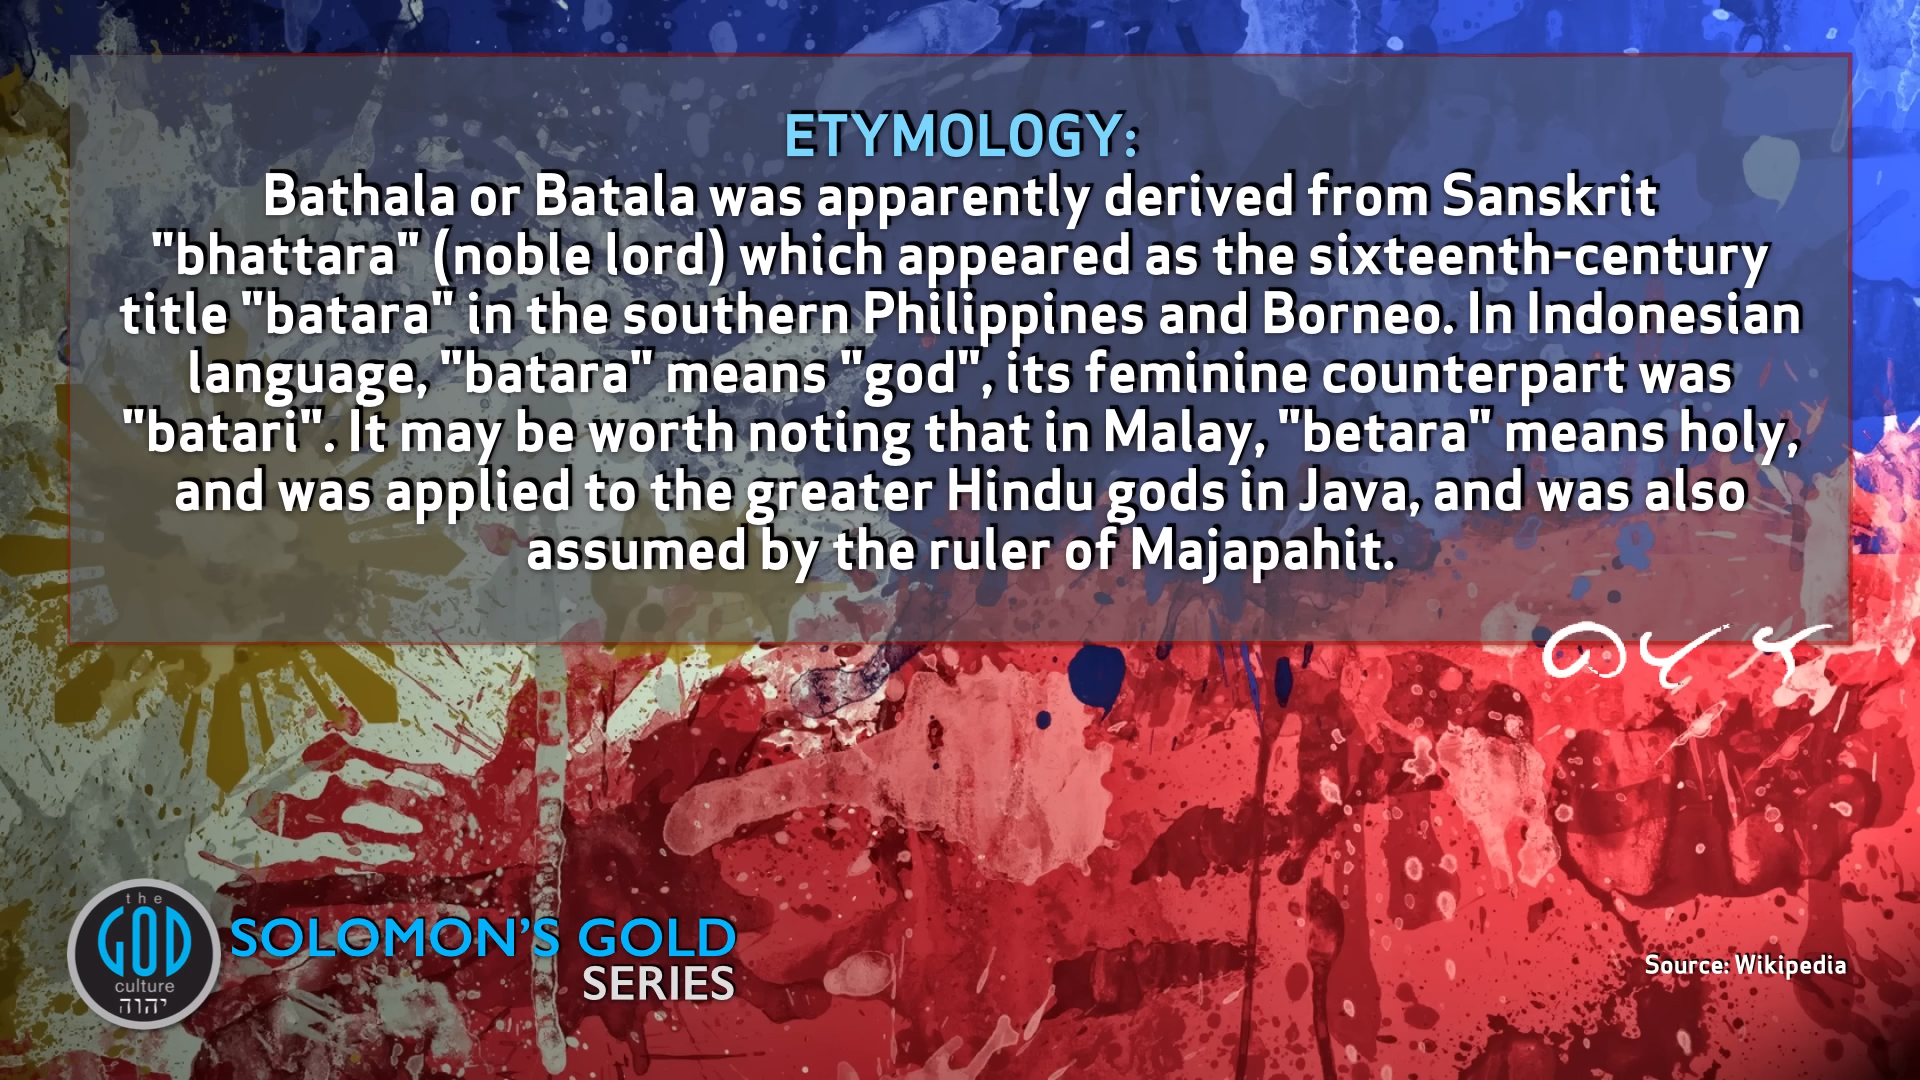 ETYMOLOGY:
Bathala or Batala was apparently derived from Sanskrit
"bhattara" (noble lord) which appeared as the sixteenth-century
title "batara" in the southern Philippines and Borneo. In Indonesian
language, "batara" means "god", its feminine counterpart was
"batari". It may be worth noting that in Malay, "betara" means holy,
and was applied to the greater Hindu gods in Java, and was also
assumed by the ruler of Majapahit.
the
GOD
culture
יהוה
SOLOMON'S GOLD
SERIES
Source: Wikipedia